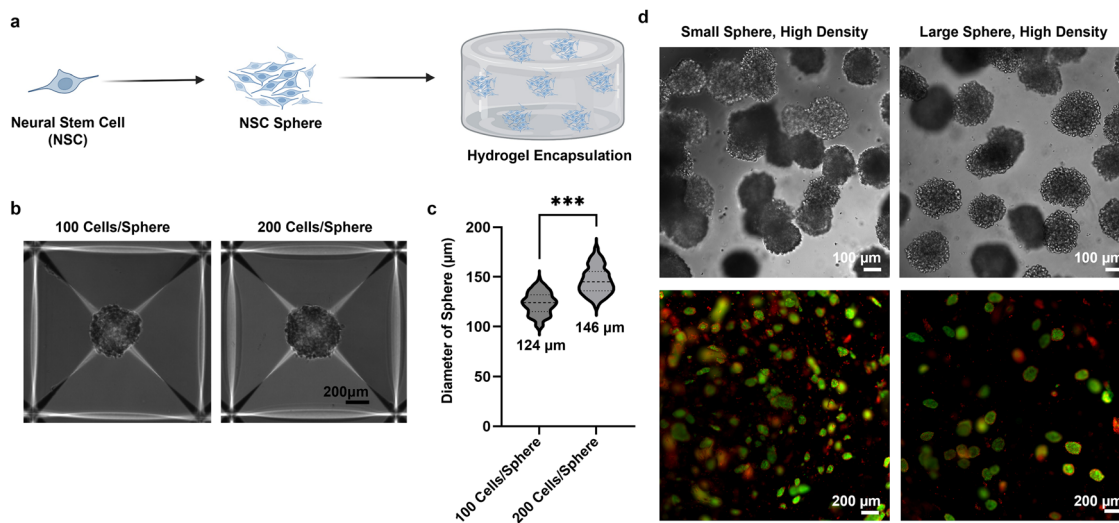 a
Neural Stem Cell
(NSC)
NSC Sphere
Hydrogel Encapsulation
b
100 Cells/Sphere
200 Cells/Sphere
200µm
c
***
Diameter of Sphere (µm)
200
150
100
50
0
124 µm
146 µm
100 Cells/Sphere
200 Cells/Sphere
d
Small Sphere, High Density
Large Sphere, High Density
100 µm
100 µm
200 µm
200 µm